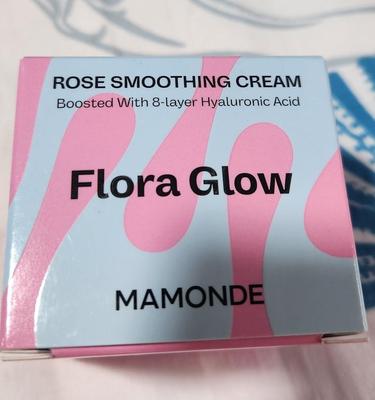 ROSE SMOOTHING CREAM
Boosted With 8-layer Hyaluronic Acid
Flora Glow
MAMONDE